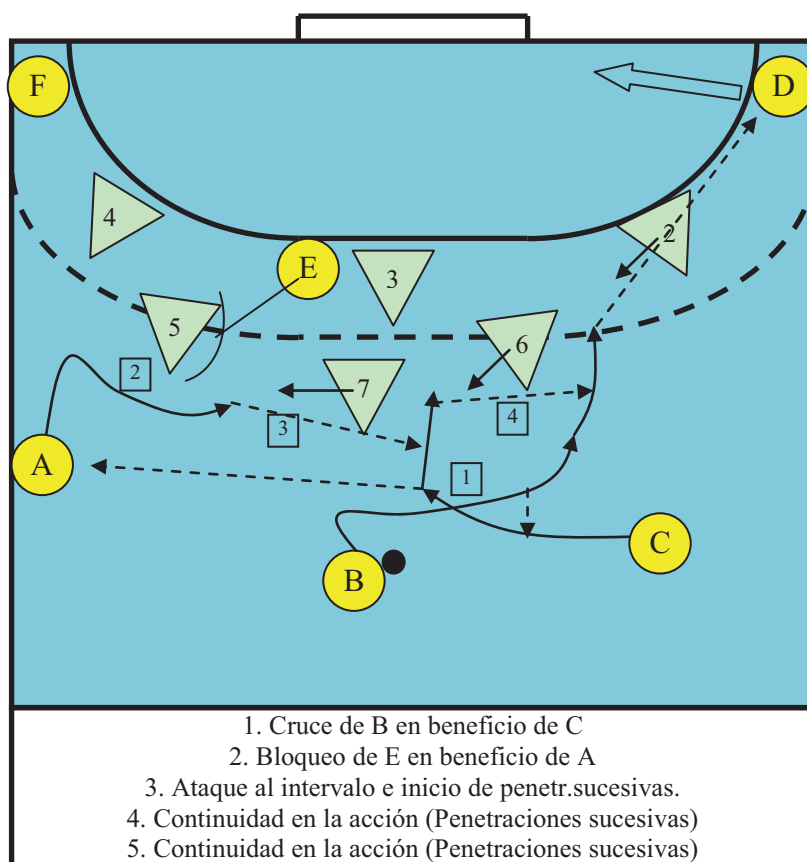 F
D
4
2
E
3
5
6
2
7
3
4
A
1
B
C
1. Cruce de B en beneficio de C
2. Bloqueo de E en beneficio de A
3. Ataque al intervalo e inicio de penetr.sucesivas.
4. Continuidad en la acción (Penetraciones sucesivas)
5. Continuidad en la acción (Penetraciones sucesivas)